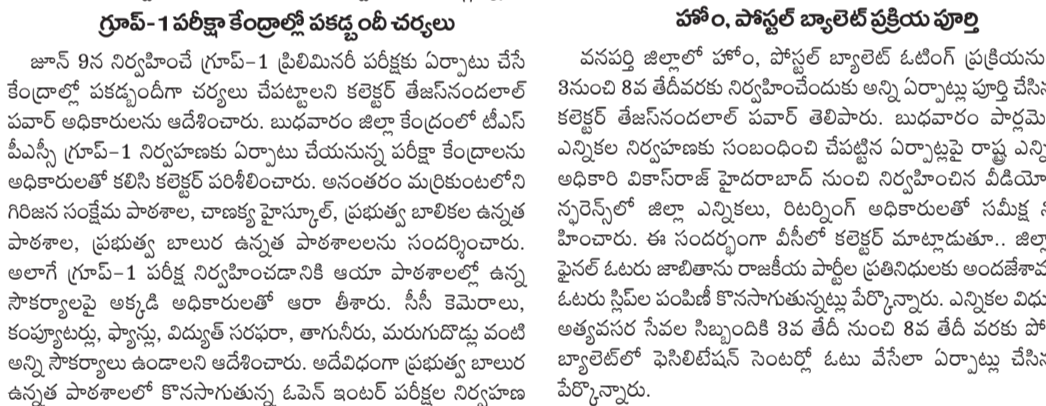 గ్రూప్-1 పరీక్షా కేంద్రాల్లో పకడ్బందీ చర్యలు
జూన్ 9న నిర్వహించే గ్రూప్-1 ప్రిలిమినరీ పరీక్షకు ఏర్పాటు చేసే
కేంద్రాల్లో పకడ్బందీగా చర్యలు చేపట్టాలని కలెక్టర్ తేజస్‌నందలాల్
పవార్ అధికారులను ఆదేశించారు. బుధవారం జిల్లా కేంద్రంలో టీఎస్
పీఎస్సీ గ్రూప్-1 నిర్వహణకు ఏర్పాటు చేయనున్న పరీక్షా కేంద్రాలను
అధికారులతో కలిసి కలెక్టర్ పరిశీలించారు. అనంతరం మర్రికుంటలోని
గిరిజన సంక్షేమ పాఠశాల, చాణక్య హైస్కూల్, ప్రభుత్వ బాలికల ఉన్నత
పాఠశాల, ప్రభుత్వ బాలుర ఉన్నత పాఠశాలలను సందర్శించారు.
అలాగే గ్రూప్-1 పరీక్ష నిర్వహించడానికి ఆయా పాఠశాలల్లో ఉన్న
సౌకర్యాలపై అక్కడి అధికారులతో ఆరా తీశారు. సీసీ కెమెరాలు,
కంప్యూటర్లు, ఫ్యాన్లు, విద్యుత్ సరఫరా, తాగునీరు, మరుగుదొడ్లు వంటి
అన్ని సౌకర్యాలు ఉండాలని ఆదేశించారు. అదేవిధంగా ప్రభుత్వ బాలుర
ఉన్నత పాఠశాలలో కొనసాగుతున్న ఓపెన్ ఇంటర్ పరీక్షల నిర్వహణ
హోం, పోస్టల్ బ్యాలెట్ ప్రక్రియ పూర్తి
వనపర్తి జిల్లాలో హోం, పోస్టల్ బ్యాలెట్ ఓటింగ్ ప్రక్రియను
3నుంచి 8వ తేదీవరకు నిర్వహించేందుకు అన్ని ఏర్పాట్లు పూర్తి చేసిన
కలెక్టర్ తేజస్‌నందలాల్ పవార్ తెలిపారు. బుధవారం పార్లమె
ఎన్నికల నిర్వహణకు సంబంధించి చేపట్టిన ఏర్పాట్లపై రాష్ట్ర ఎన్ని
అధికారి వికాస్‌రాజ్ హైదరాబాద్ నుంచి నిర్వహించిన వీడియో
న్ఫరెన్స్‌లో జిల్లా ఎన్నికలు, రిటర్నింగ్ అధికారులతో సమీక్ష ని
హించారు. ఈ సందర్భంగా వీసీలో కలెక్టర్ మాట్లాడుతూ.. జిల్లా
ఫైనల్ ఓటరు జాబితాను రాజకీయ పార్టీల ప్రతినిధులకు అందజేశామ
ఓటరు స్లిప్‌ల పంపిణీ కొనసాగుతున్నట్లు పేర్కొన్నారు. ఎన్నికల విధు
అత్యవసర సేవల సిబ్బందికి 3వ తేదీ నుంచి 8వ తేదీ వరకు పో
బ్యాలెట్‌లో ఫెసిలిటేషన్ సెంటర్లో ఓటు వేసేలా ఏర్పాట్లు చేసిన
పేర్కొన్నారు.